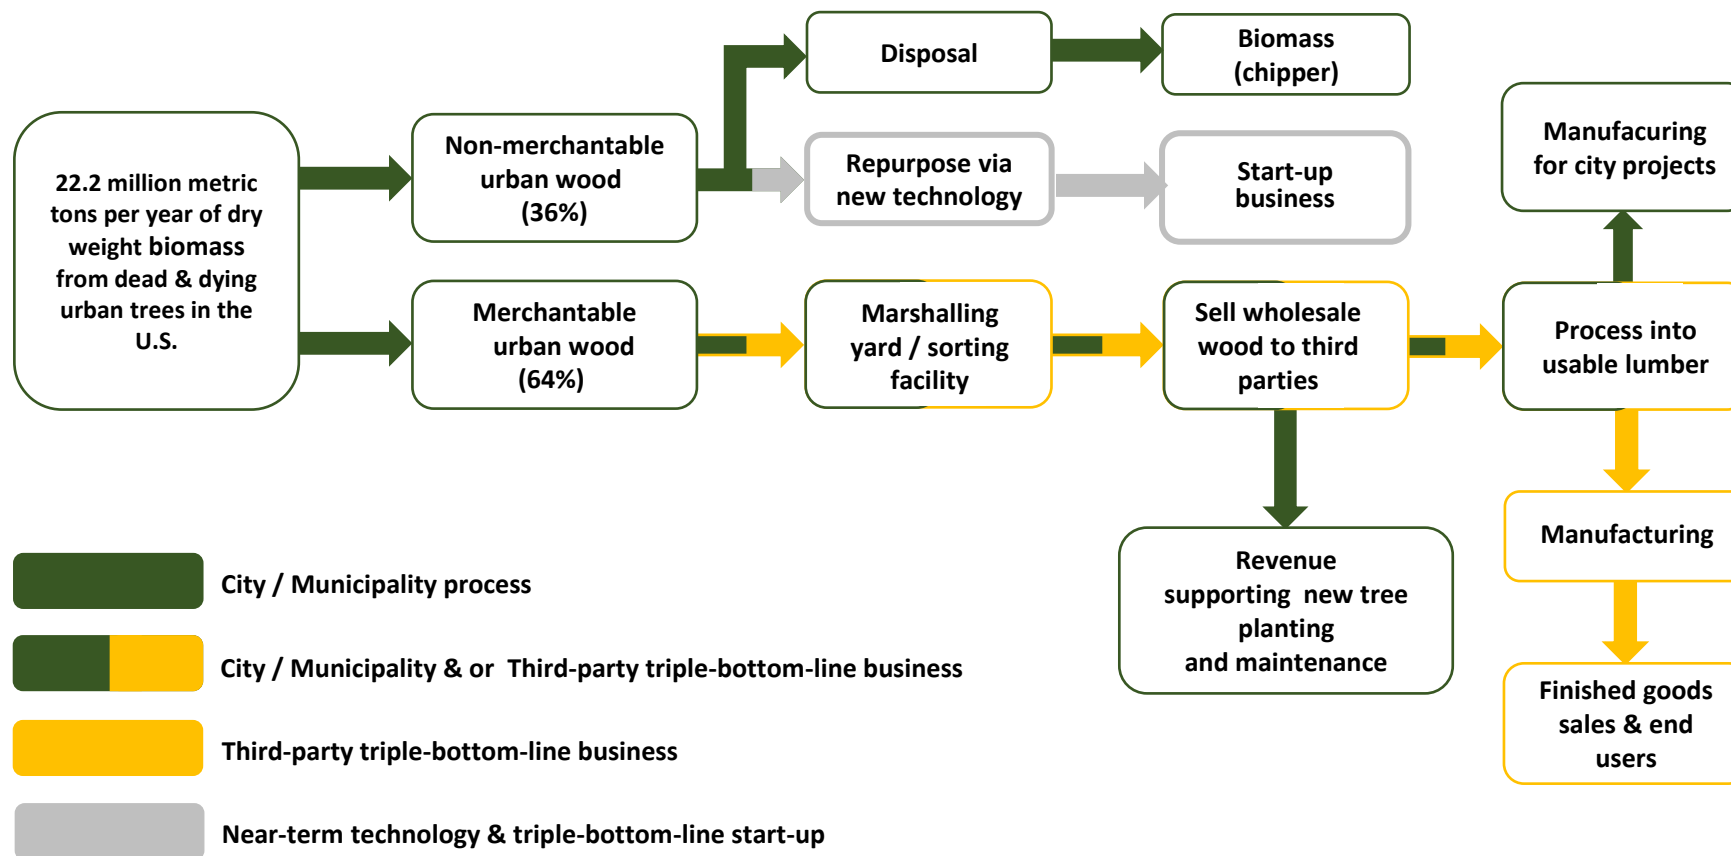 22.2 million metric
tons per year of dry
weight biomass
from dead & dying
urban trees in the
U.S.
Non-merchantable
urban wood
(36%)
Merchantable
urban wood
(64%)
Disposal
Biomass
(chipper)
Repurpose via
new technology
Start-up
business
Marshalling
yard / sorting
facility
Sell wholesale
wood to third
parties
Manufacuring
for city projects
Process into
usable lumber
Revenue
supporting new tree
planting
and maintenance
Manufacturing
Finished goods
sales & end
users
City / Municipality process
City / Municipality & or Third-party triple-bottom-line business
Third-party triple-bottom-line business
Near-term technology & triple-bottom-line start-up